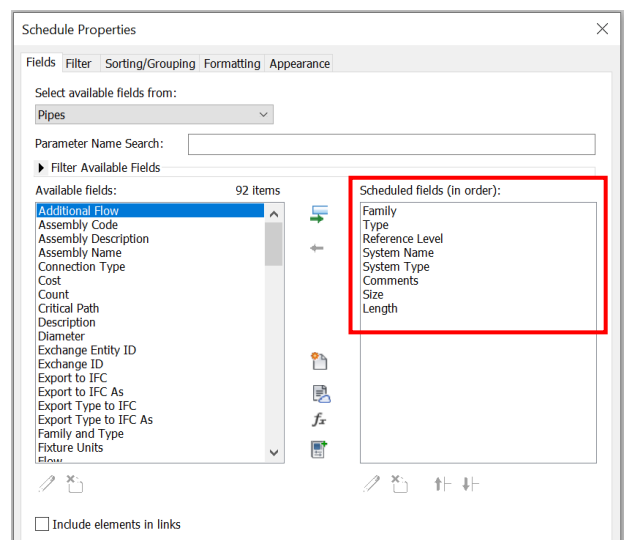 Schedule Properties
Fields Filter Sorting/Grouping Formatting Appearance
Select available fields from:
Pipes
Parameter Name Search:
Filter Available Fields
Available fields: 92 items
Additional Flow
Assembly Code
Assembly Description
Assembly Name
Connection Type
Cost
Count
Critical Path
Description
Diameter
Exchange Entity ID
Exchange ID
Export to IFC
Export to IFC As
Export Type to IFC
Export Type to IFC As
Family and Type
Fixture Units
Flow
fx
Scheduled fields (in order):
Family
Type
Reference Level
System Name
System Type
Comments
Size
Length
Include elements in links